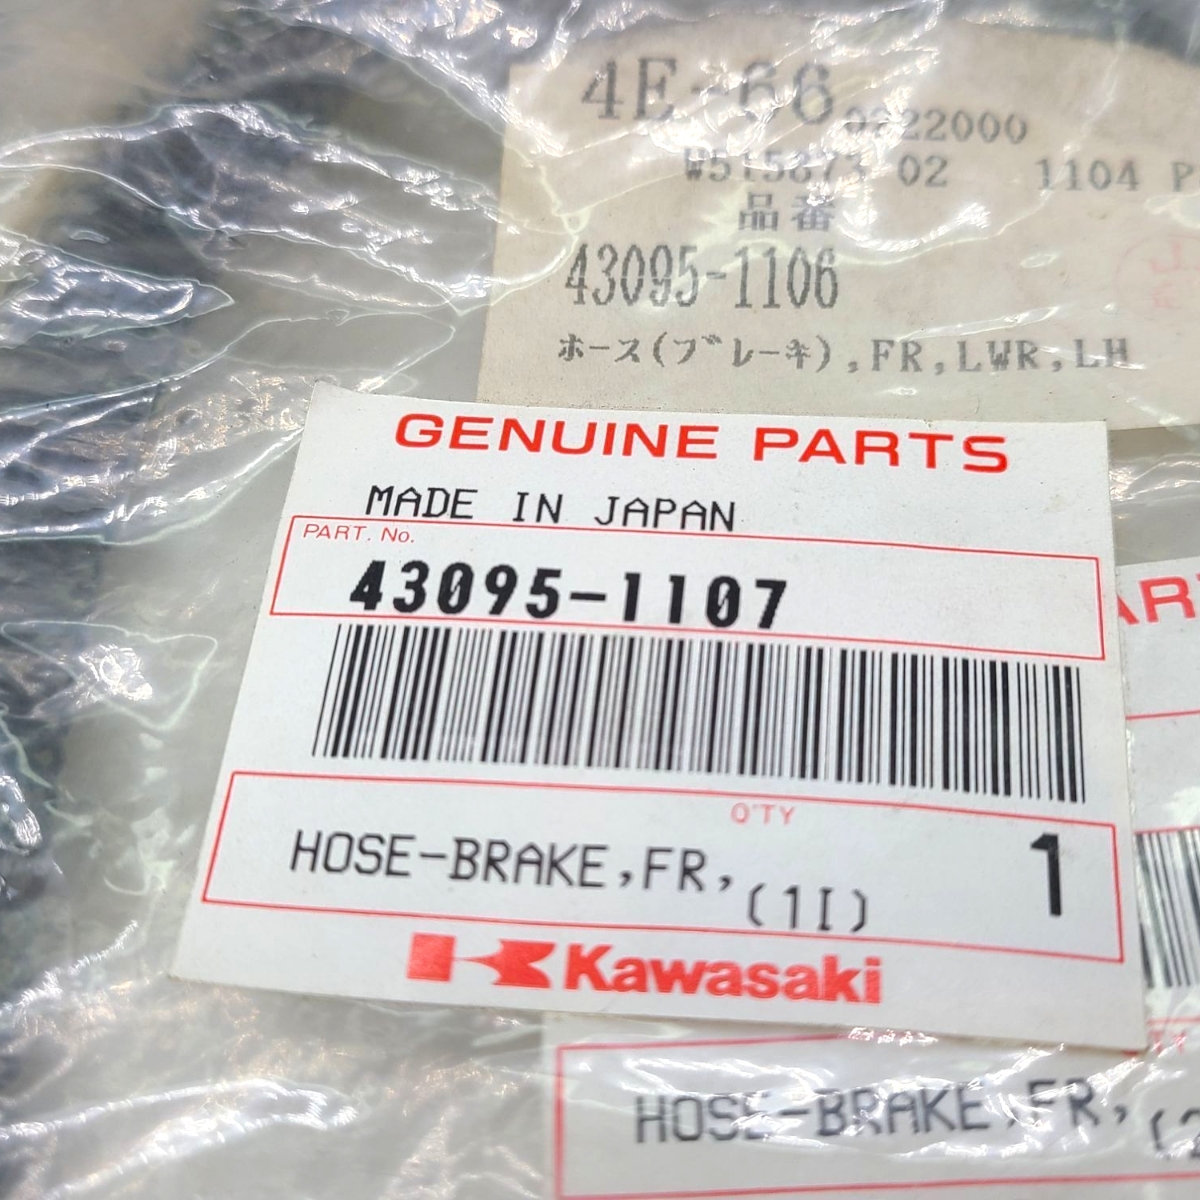 4E-66
0222000
W515873 02 1104 P
品番
43095-1106
ホース(ブレーキ),FR,LWR,LH
GENUINE PARTS
MADE IN JAPAN
PART. No.
43095-1107
Q'TY
HOSE-BRAKE,FR,(1I)
1
Kawasaki
HOSE-BRAKE,FR,